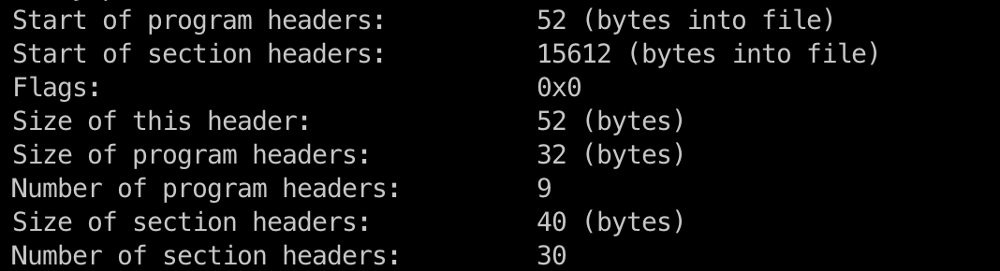 Start of program headers: 52 (bytes into file)
Start of section headers: 15612 (bytes into file)
Flags: 0x0
Size of this header: 52 (bytes)
Size of program headers: 32 (bytes)
Number of program headers: 9
Size of section headers: 40 (bytes)
Number of section headers: 30